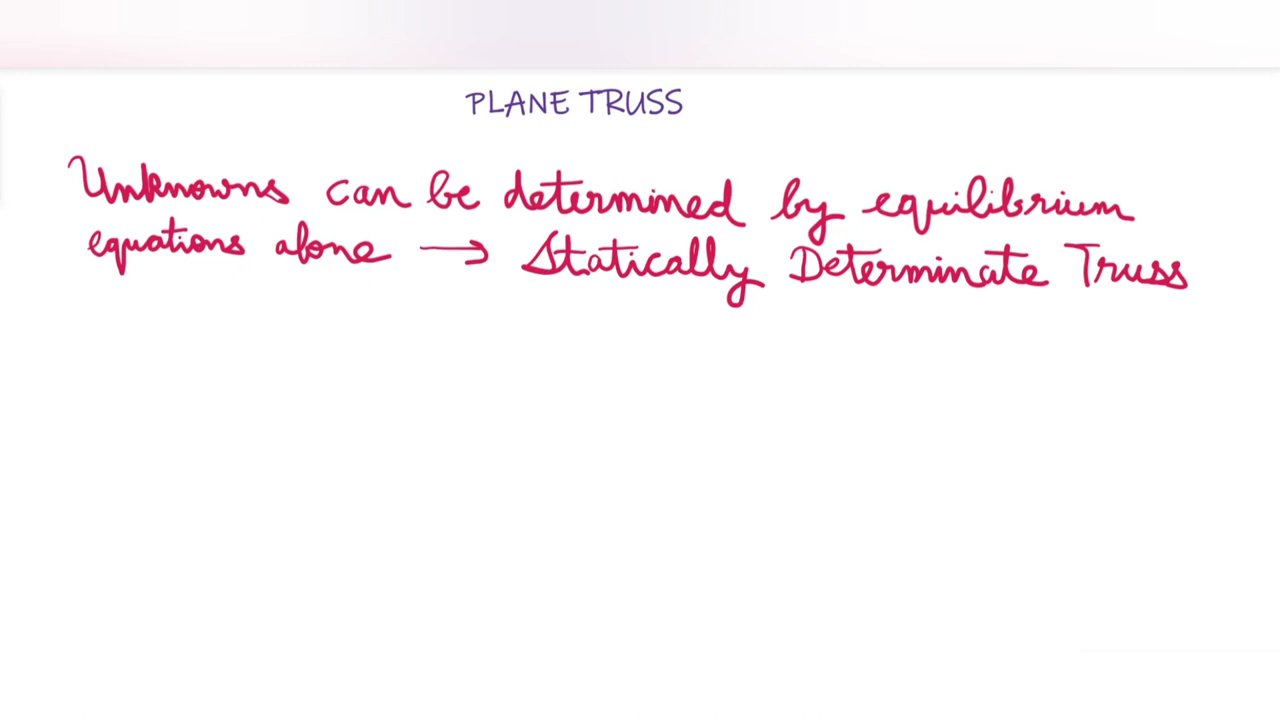 PLANE TRUSS
Unknowns can be determined by equilibrium
equations alone → Statically Determinate Truss